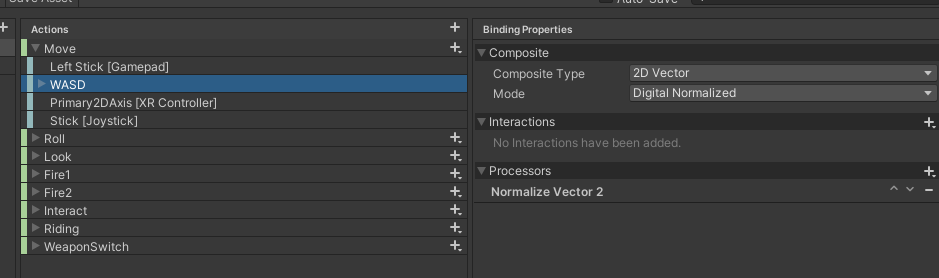 Save Asset
Auto-Save
Actions
Move
Left Stick [Gamepad]
WASD
Primary2DAxis [XR Controller]
Stick [Joystick]
Roll
Look
Fire1
Fire2
Interact
Riding
WeaponSwitch
Binding Properties
Composite
Composite Type 2D Vector
Mode Digital Normalized
Interactions
No Interactions have been added.
Processors
Normalize Vector 2